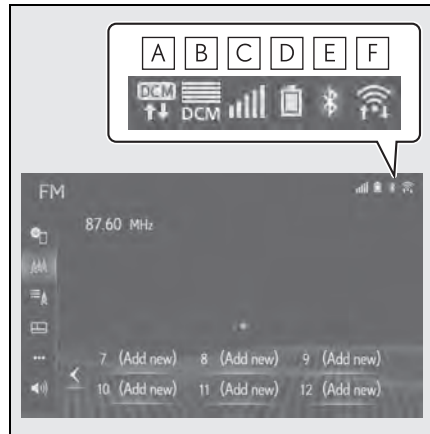 A B C D E F
DCM
DCM
FM
87.60 MHz
7 (Add new) 8 (Add new) 9 (Add new)
10 (Add new) 11 (Add new) 12 (Add new)